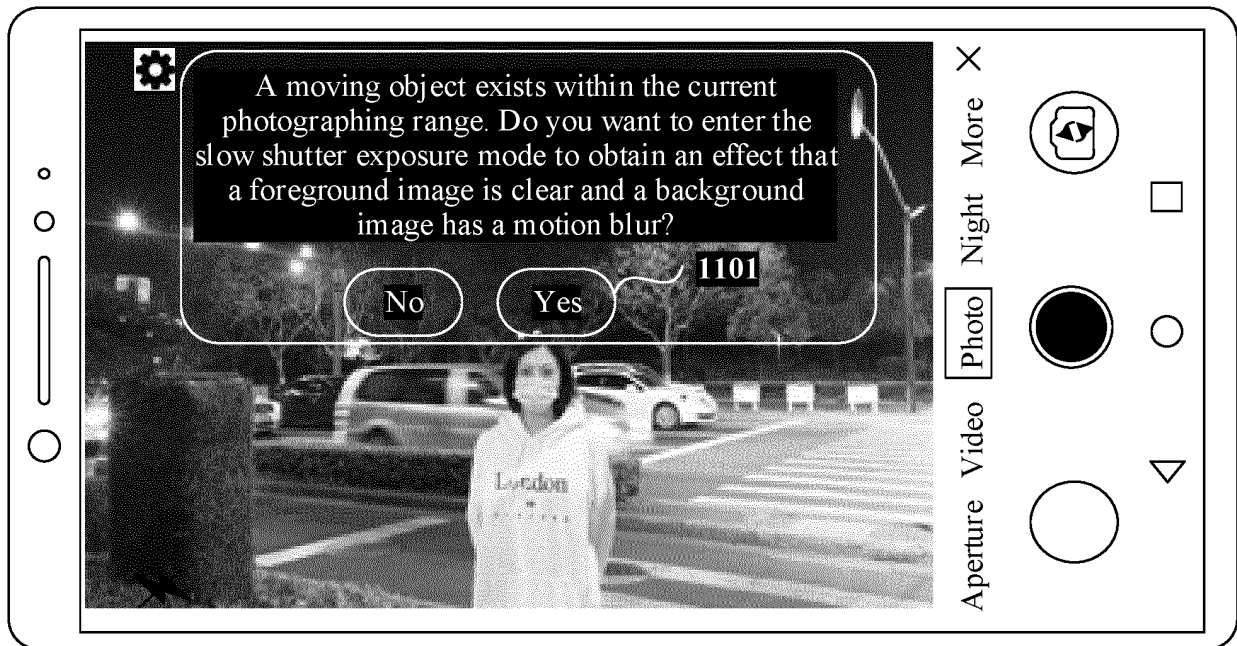 A moving object exists within the current
photographing range. Do you want to enter the
slow shutter exposure mode to obtain an effect that
a foreground image is clear and a background
image has a motion blur?
No
Yes
1101
London
Aperture
Video
Photo
Night
More